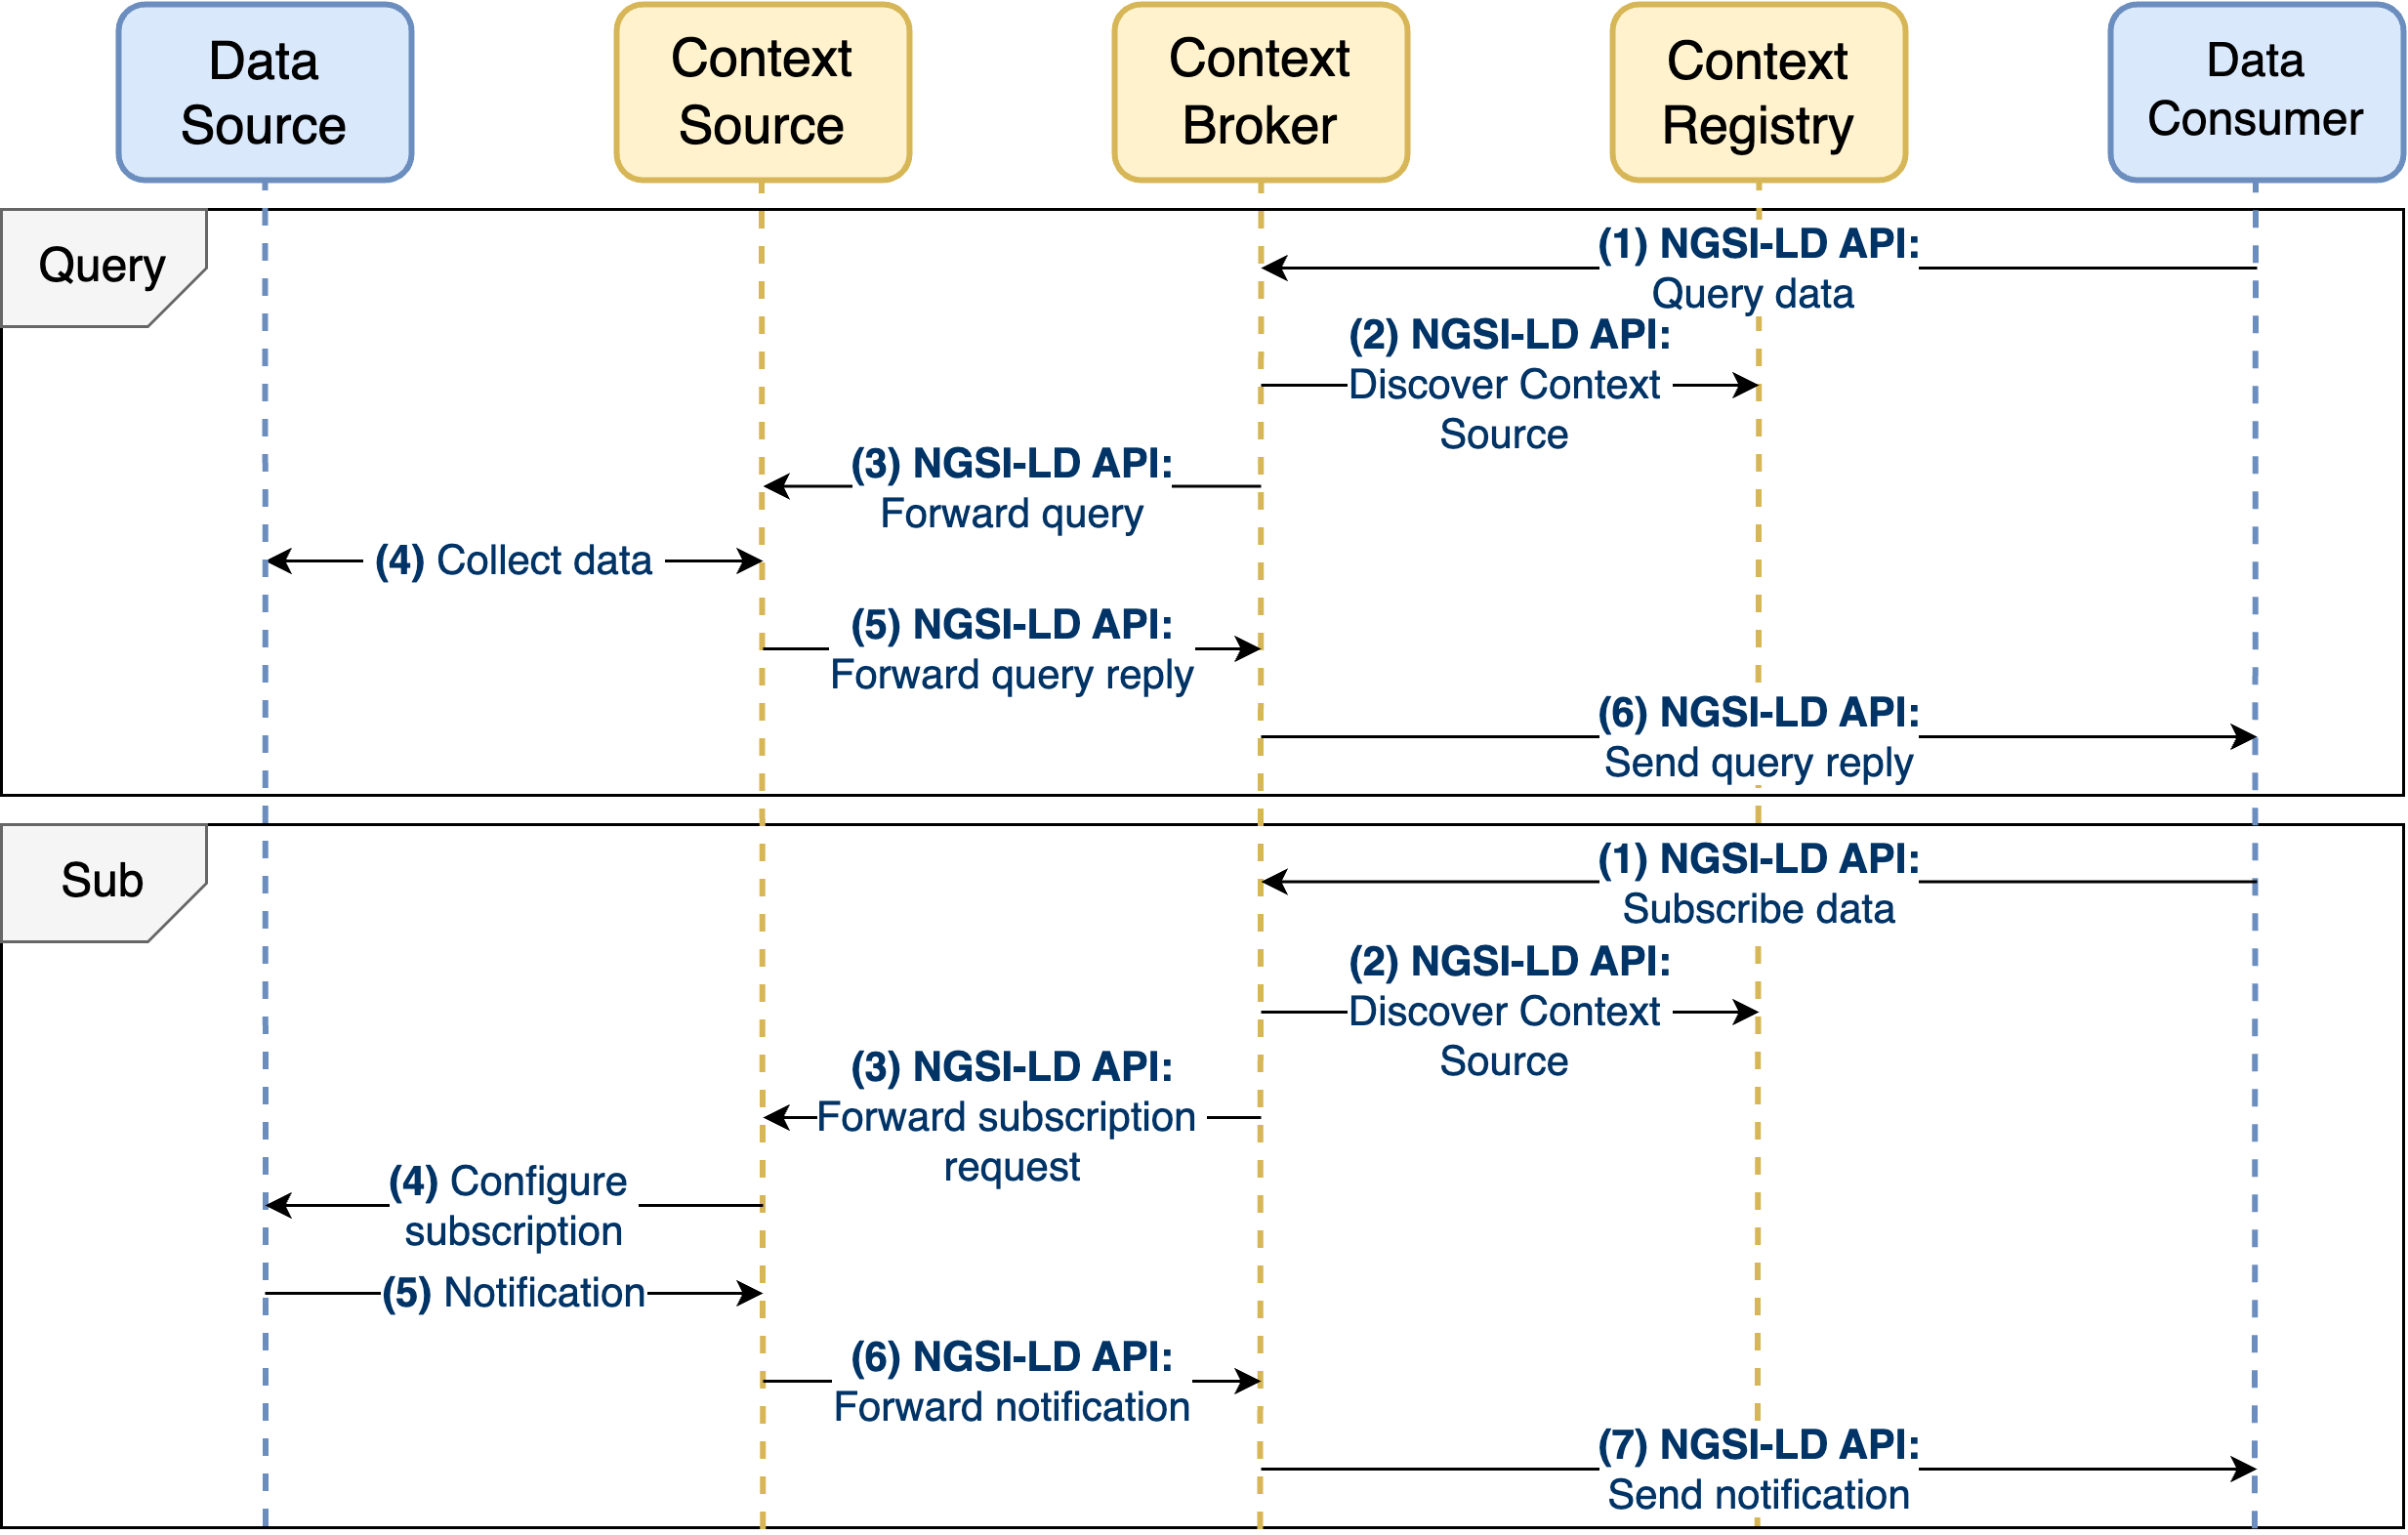 Data
Source
Context
Source
Context
Broker
Context
Registry
Data
Consumer
Query
(1) NGSI-LD API:
Query data
(2) NGSI-LD API:
Discover Context
Source
(3) NGSI-LD API:
Forward query
(4) Collect data
(5) NGSI-LD API:
Forward query reply
(6) NGSI-LD API:
Send query reply
Sub
(1) NGSI-LD API:
Subscribe data
(2) NGSI-LD API:
Discover Context
Source
(3) NGSI-LD API:
Forward subscription
request
(4) Configure
subscription
(5) Notification
(6) NGSI-LD API:
Forward notification
(7) NGSI-LD API:
Send notification